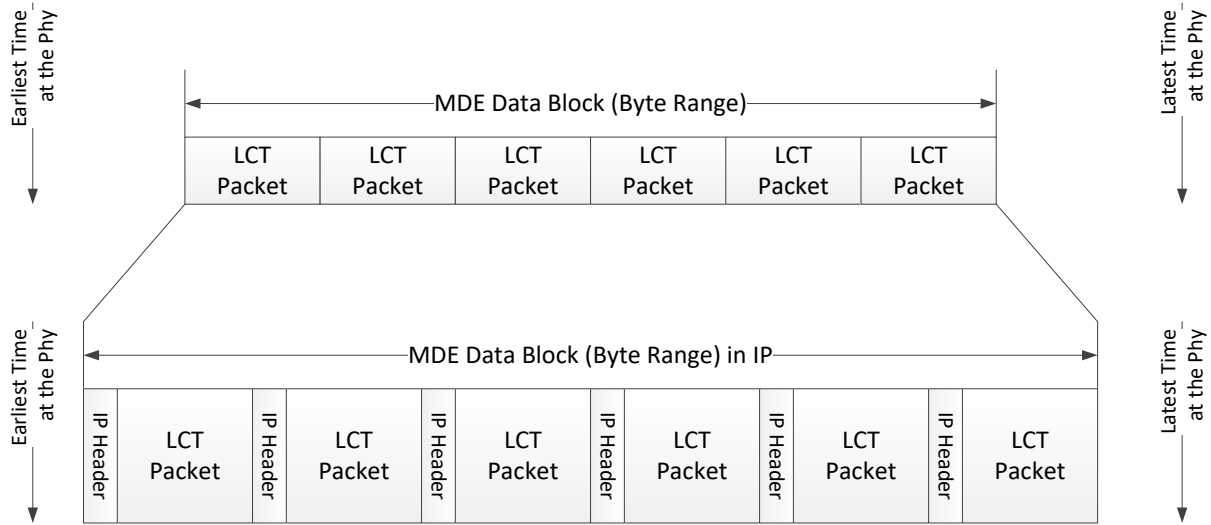 Earliest Time
at the Phy
Latest Time
at the Phy
MDE Data Block (Byte Range)
LCT
Packet
LCT
Packet
LCT
Packet
LCT
Packet
LCT
Packet
LCT
Packet
Earliest Time
at the Phy
Latest Time
at the Phy
MDE Data Block (Byte Range) in IP
IP Header
LCT
Packet
IP Header
LCT
Packet
IP Header
LCT
Packet
IP Header
LCT
Packet
IP Header
LCT
Packet
IP Header
LCT
Packet